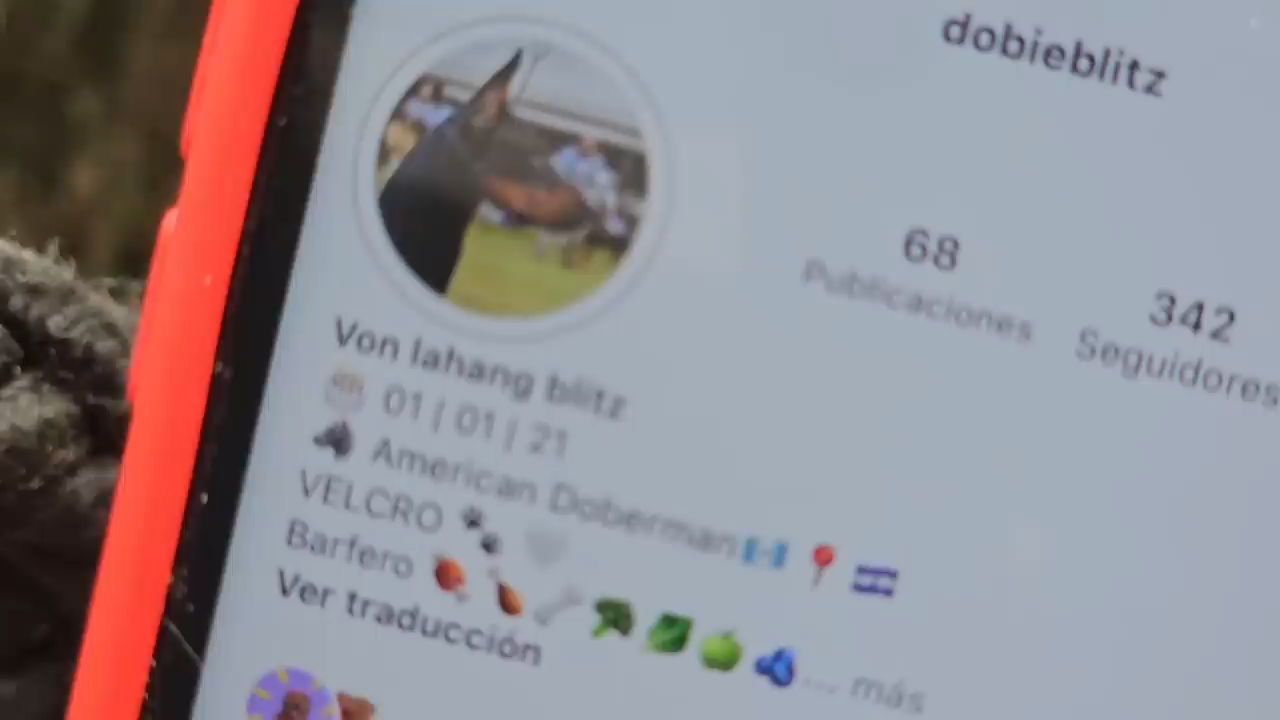 dobieblitz
68
Publicaciones
342
Seguidores
Von lahang blitz
01 | 01 | 21
American Doberman
VELCRO
Barfero
... más
Ver traducción